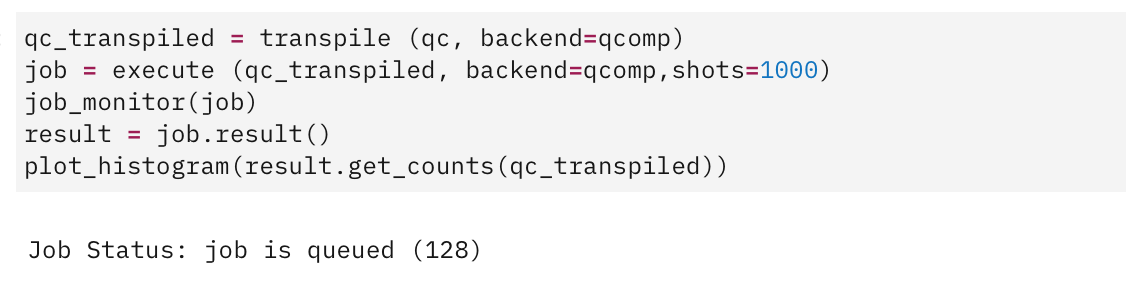 qc_transpiled = transpile (qc, backend=qcomp)
job = execute (qc_transpiled, backend=qcomp,shots=1000)
job_monitor(job)
result = job.result()
plot_histogram(result.get_counts(qc_transpiled))
Job Status: job is queued (128)